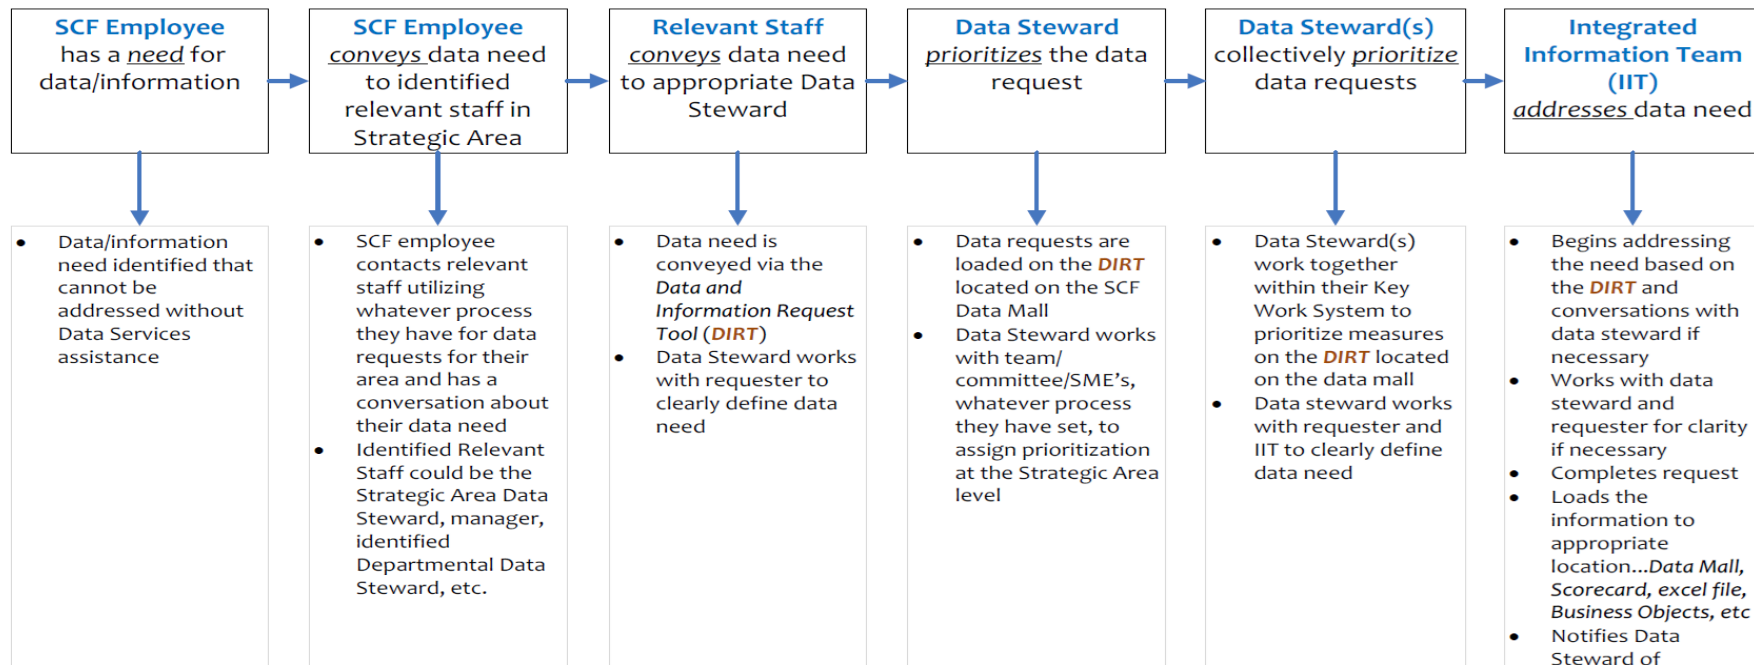 SCF Employee
has a need for
data/information
SCF Employee
conveys data need
to identified
relevant staff in
Strategic Area
Relevant Staff
conveys data need
to appropriate Data
Steward
Data Steward
prioritizes the data
request
Data Steward(s)
collectively prioritize
data requests
Integrated
Information Team
(IIT)
addresses data need
• Data/information
need identified that
cannot be
addressed without
Data Services
assistance
• SCF employee
contacts relevant
staff utilizing
whatever process
they have for data
requests for their
area and has a
conversation about
their data need
• Identified Relevant
Staff could be the
Strategic Area Data
Steward, manager,
identified
Departmental Data
Steward, etc.
• Data need is
conveyed via the
Data and
Information Request
Tool (DIRT)
• Data Steward works
with requester to
clearly define data
need
• Data requests are
loaded on the DIRT
located on the SCF
Data Mall
• Data Steward works
with team/
committee/SME's,
whatever process
they have set, to
assign prioritization
at the Strategic Area
level
• Data Steward(s)
work together
within their Key
Work System to
prioritize measures
on the DIRT located
on the data mall
• Data steward works
with requester and
IIT to clearly define
data need
• Begins addressing
the need based on
the DIRT and
conversations with
data steward if
necessary
• Works with data
steward and
requester for clarity
if necessary
• Completes request
• Loads the
information to
appropriate
location...Data Mall,
Scorecard, excel file,
Business Objects, etc
• Notifies Data
Steward of